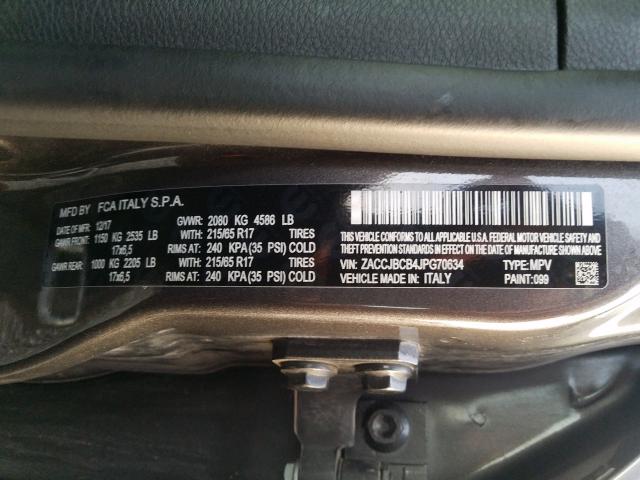 MFD BY FCA ITALY S.P.A.
DATE OF MFR: 12/17 GVWR: 2080 KG 4586 LB
GAWR FRONT: 1150 KG 2535 LB WITH: 215/65 R17 TIRES
17x6,5 RIMS AT: 240 KPA(35 PSI) COLD
GAWR REAR: 1000 KG 2205 LB WITH: 215/65 R17 TIRES
17x6,5 RIMS AT: 240 KPA(35 PSI) COLD
THIS VEHICLE CONFORMS TO ALL APPLICABLE U.S.A. FEDERAL MOTOR VEHICLE SAFETY AND
BUMPER AND THEFT PREVENTION STANDARDS IN EFFECT ON THE DATE OF MANUFACTURE SHOWN ABOVE.
VIN: ZACCJBCB4JPG70634 TYPE: MPV
VEHICLE MADE IN: ITALY PAINT: 099